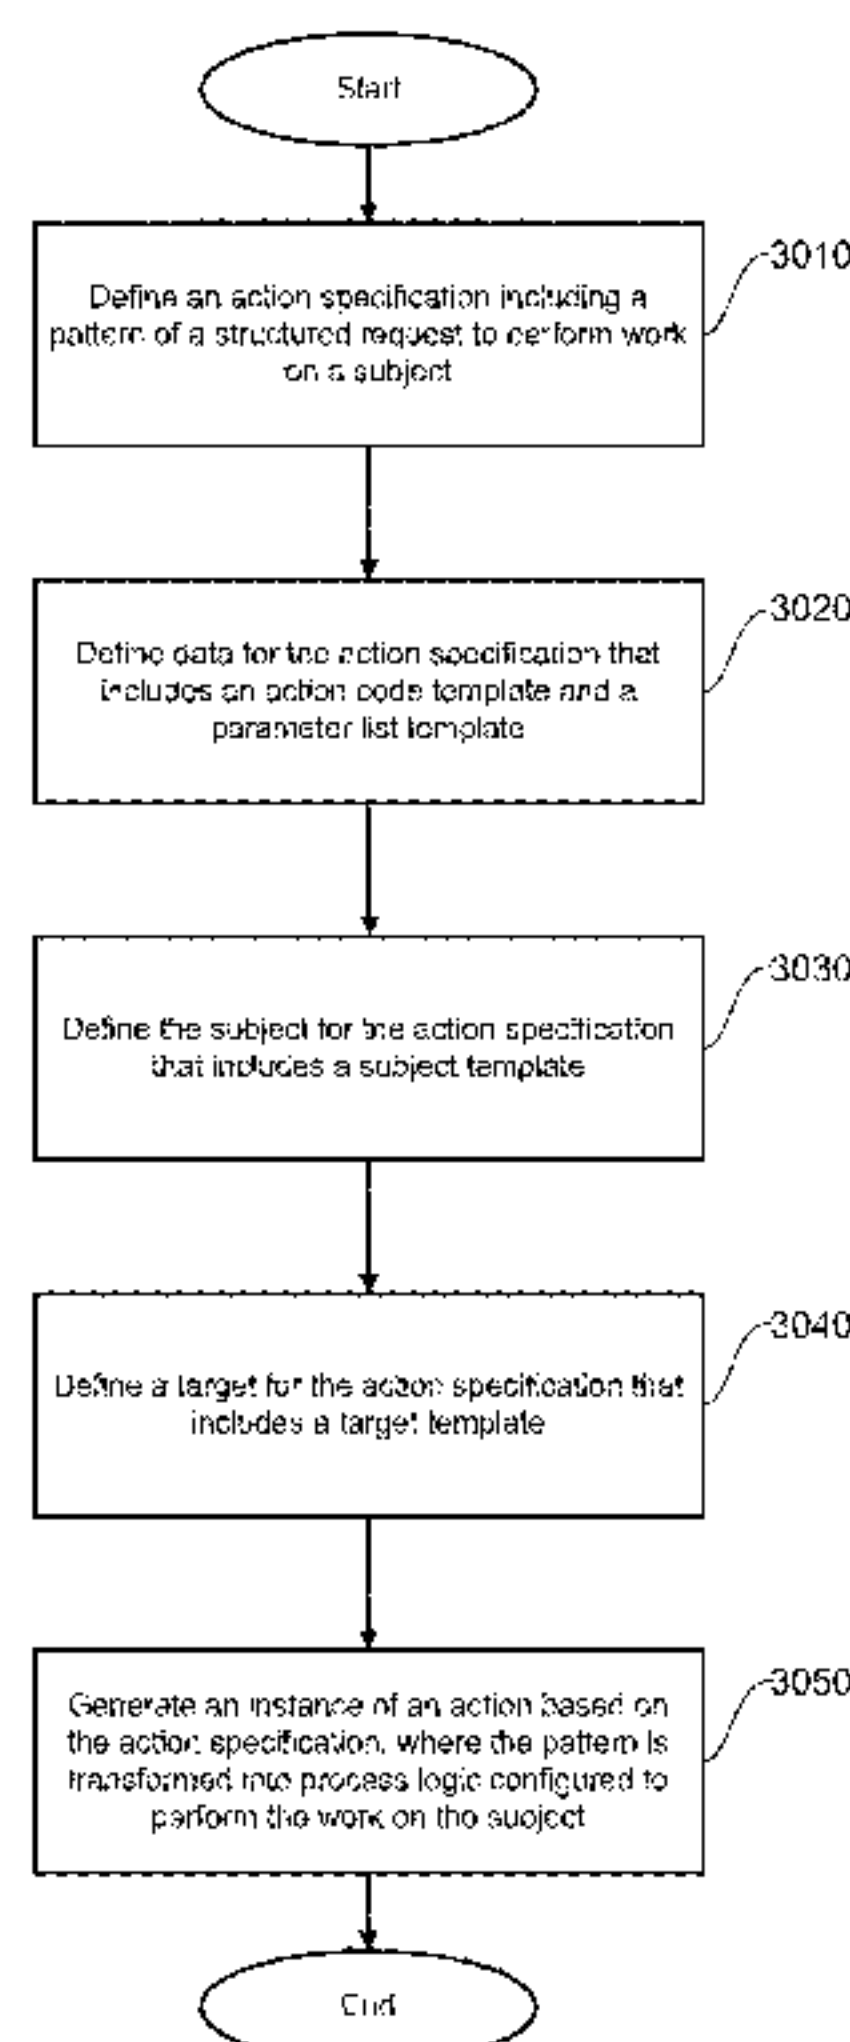 Start
3010
Define an action specification including a
pattern of a structured request to perform work
on a subject
3020
Define data for the action specification that
includes an action code template and a
parameter list template
3030
Define the subject for the action specification
that includes a subject template
3040
Define a target for the action specification that
includes a target template
3050
Generate an instance of an action based on
the action specification, where the pattern is
transformed into process logic configured to
perform the work on the subject
End